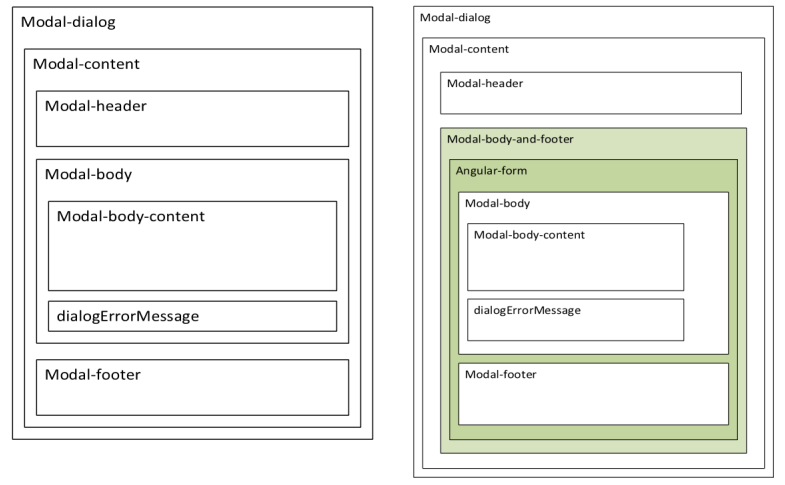 Modal-dialog
Modal-content
Modal-header
Modal-body
Modal-body-content
dialogErrorMessage
Modal-footer
Modal-dialog
Modal-content
Modal-header
Modal-body-and-footer
Angular-form
Modal-body
Modal-body-content
dialogErrorMessage
Modal-footer